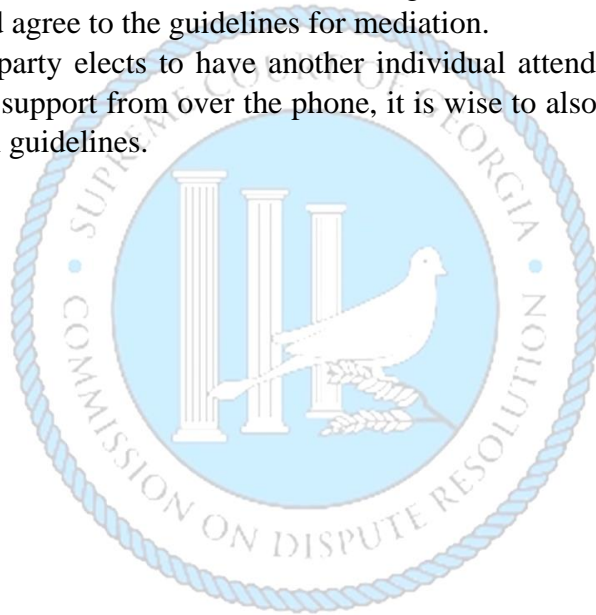 agree to the guidelines for mediation.
party elects to have another individual attend
support from over the phone, it is wise to also
guidelines.
SUPREME COURT OF GEORGIA
COMMISSION ON DISPUTE RESOLUTION